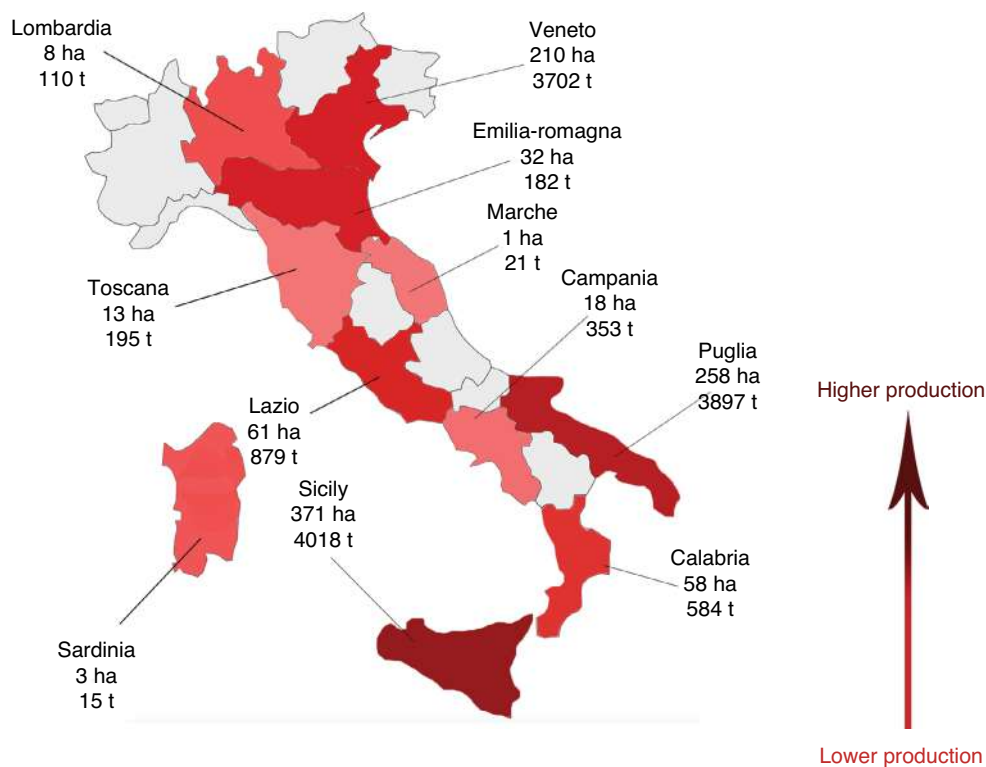 Lombardia
8 ha
110 t
Veneto
210 ha
3702 t
Emilia-romagna
32 ha
182 t
Marche
1 ha
21 t
Toscana
13 ha
195 t
Campania
18 ha
353 t
Puglia
258 ha
3897 t
Higher production
Lazio
61 ha
879 t
Sicily
371 ha
4018 t
Calabria
58 ha
584 t
Sardinia
3 ha
15 t
Lower production